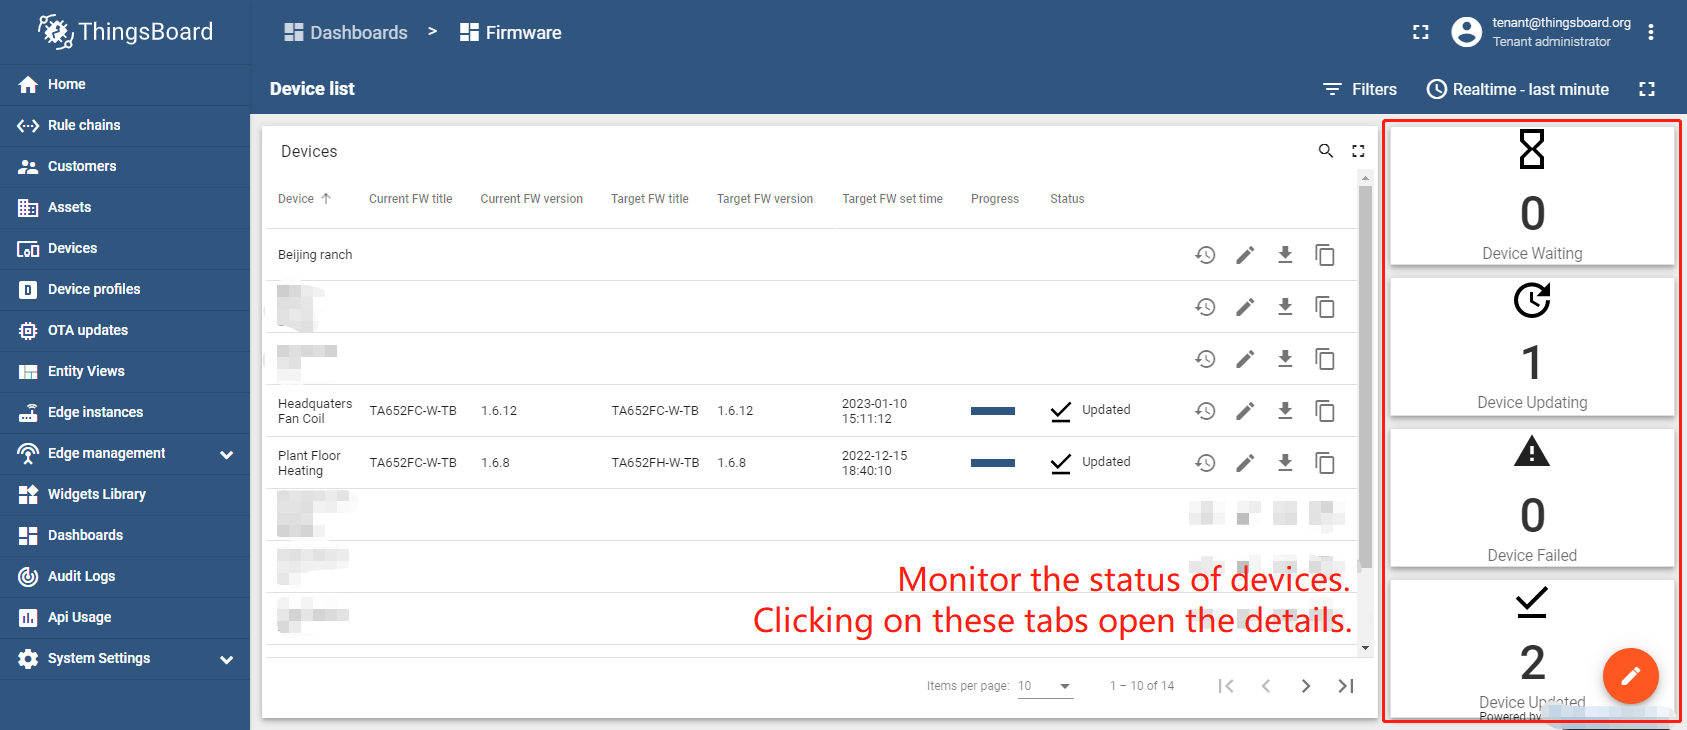 ThingsBoard
Dashboards > Firmware
tenant@thingsboard.org
Tenant administrator
Home
Rule chains
Customers
Assets
Devices
Device profiles
OTA updates
Entity Views
Edge instances
Edge management
Widgets Library
Dashboards
Audit Logs
Api Usage
System Settings
Device list
Filters
Realtime - last minute
Devices
Device Current FW title Current FW version Target FW title Target FW version Target FW set time Progress Status
Beijing ranch
Headquaters
Fan Coil
TA652FC-W-TB 1.6.12 TA652FC-W-TB 1.6.12
2023-01-10
15:11:12
Updated
Plant Floor
Heating
TA652FC-W-TB 1.6.8 TA652FH-W-TB 1.6.8
2022-12-15
18:40:10
Updated
Monitor the status of devices.
Clicking on these tabs open the details.
Items per page: 10 1 – 10 of 14
0
Device Waiting
1
Device Updating
0
Device Failed
2
Device Updated
Powered by